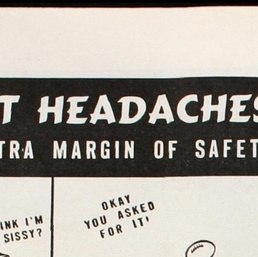 T HEADACHES
TRA MARGIN OF SAFET
INK I'M
SISSY?
OKAY
YOU ASKED
FOR IT!